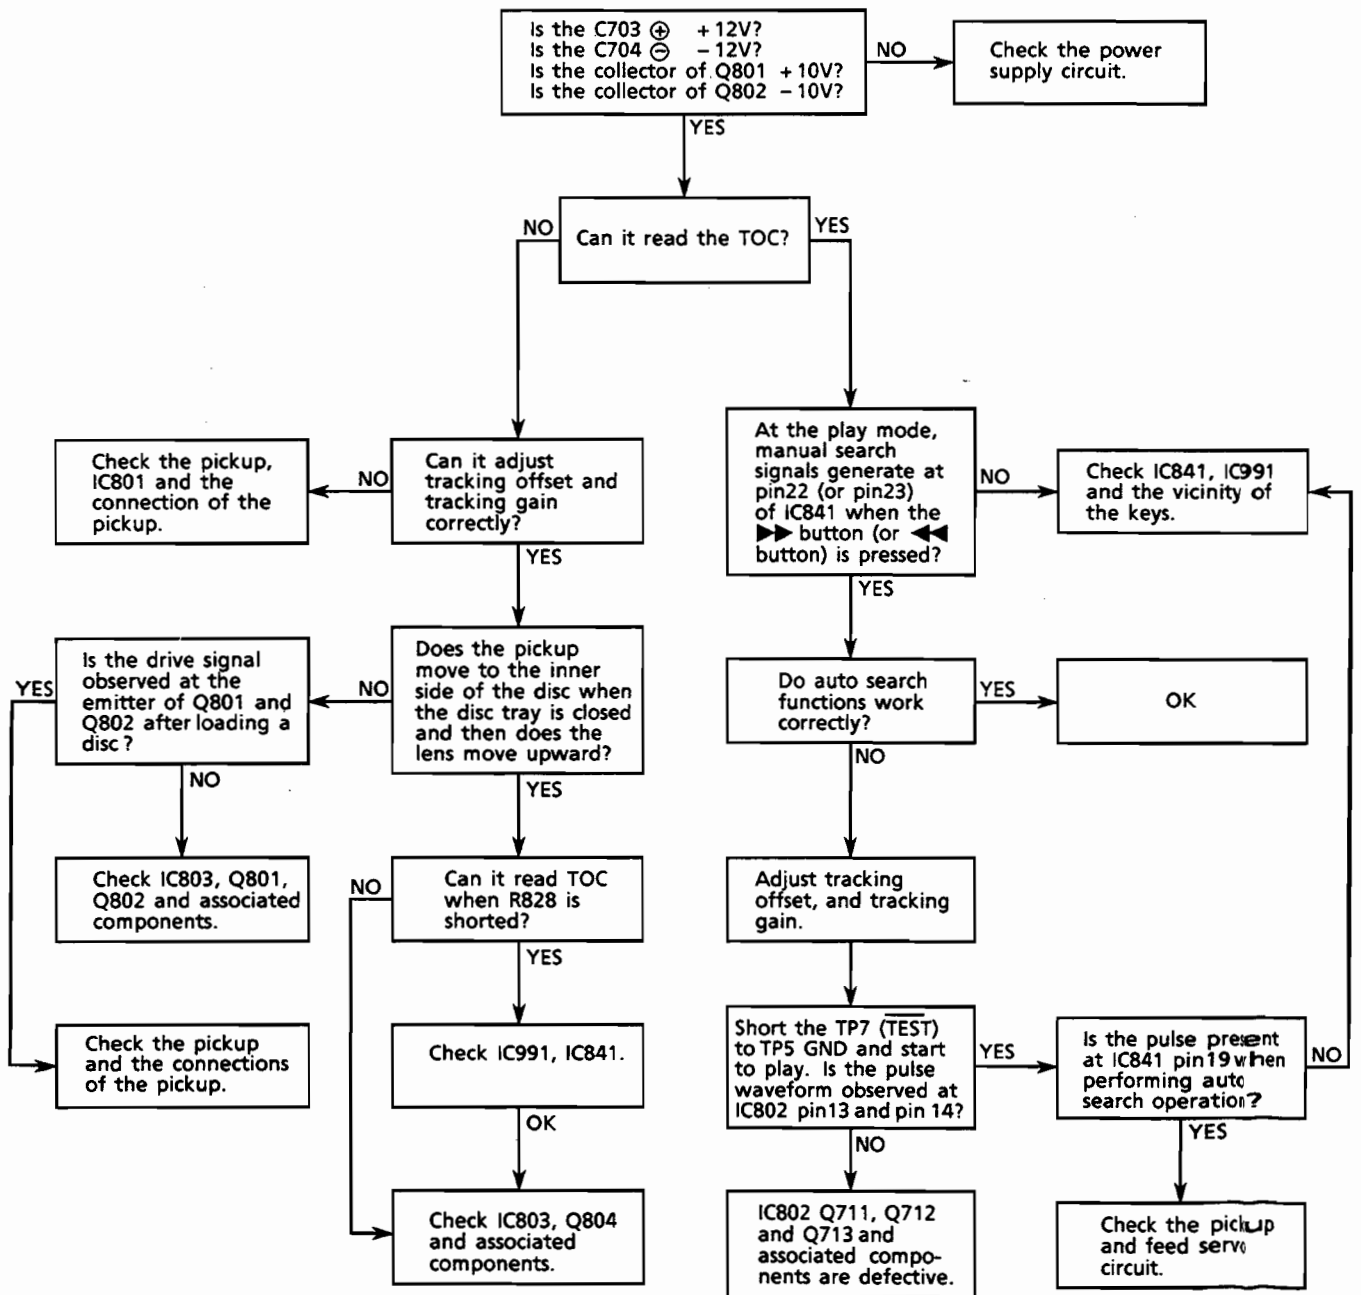 Is the C703 ⊕ + 12V?
Is the C704 ⊖ – 12V?
Is the collector of Q801 + 10V?
Is the collector of Q802 – 10V?
NO
Check the power
supply circuit.
YES
NO
Can it read the TOC?
YES
Check the pickup,
IC801 and the
connection of the
pickup.
NO
Can it adjust
tracking offset and
tracking gain
correctly?
At the play mode,
manual search
signals generate at
pin22 (or pin23)
of IC841 when the
▶▶ button (or ◀◀
button) is pressed?
NO
Check IC841, IC991
and the vicinity of
the keys.
YES
YES
YES
Is the drive signal
observed at the
emitter of Q801 and
Q802 after loading a
disc?
NO
Does the pickup
move to the inner
side of the disc when
the disc tray is closed
and then does the
lens move upward?
Do auto search
functions work
correctly?
YES
OK
NO
YES
NO
Check IC803, Q801,
Q802 and associated
components.
NO
Can it read TOC
when R828 is
shorted?
Adjust tracking
offset, and tracking
gain.
YES
Check the pickup
and the connections
of the pickup.
Check IC991, IC841.
Short the TP7 (T̅E̅S̅T̅)
to TP5 GND and start
to play. Is the pulse
waveform observed at
IC802 pin13 and pin 14?
YES
Is the pulse present
at IC841 pin19 when
performing auto
search operation?
NO
OK
NO
YES
Check IC803, Q804
and associated
components.
IC802 Q711, Q712
and Q713 and
associated compo-
nents are defective.
Check the pickup
and feed servo
circuit.